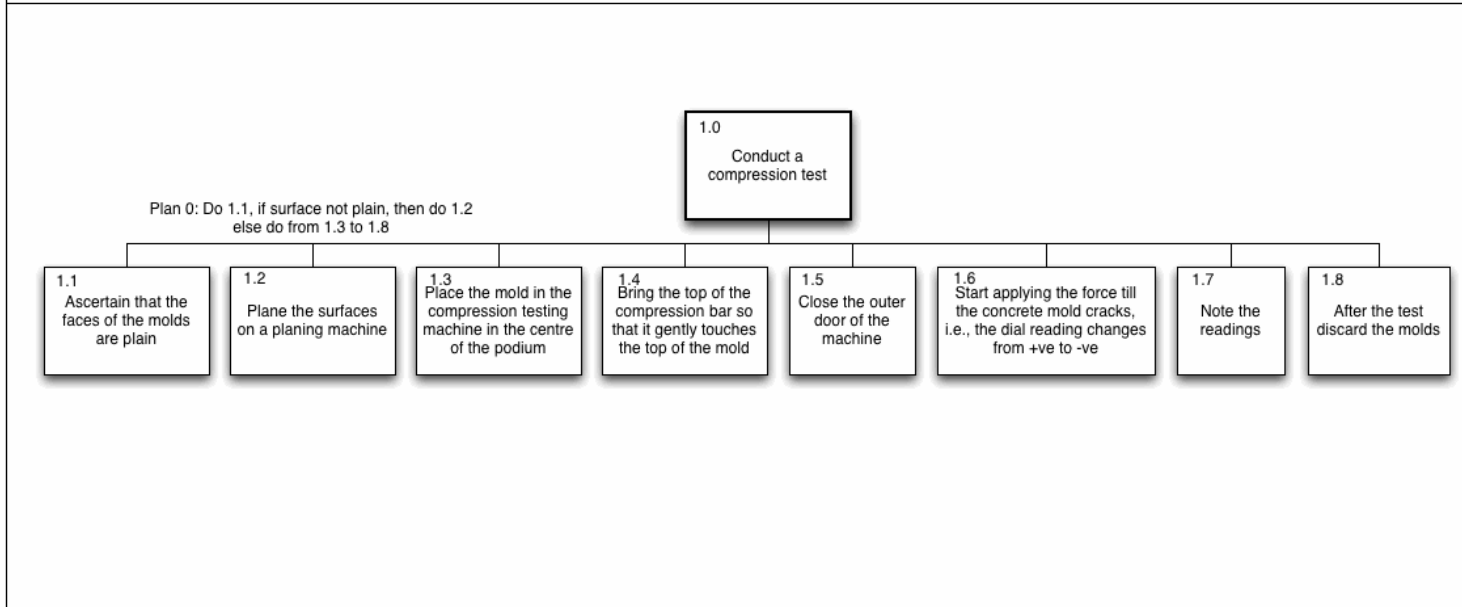 1.0
Conduct a
compression test
Plan 0: Do 1.1, if surface not plain, then do 1.2
else do from 1.3 to 1.8
1.1
Ascertain that the
faces of the molds
are plain
1.2
Plane the surfaces
on a planing machine
1.3
Place the mold in the
compression testing
machine in the centre
of the podium
1.4
Bring the top of the
compression bar so
that it gently touches
the top of the mold
1.5
Close the outer
door of the
machine
1.6
Start applying the force till
the concrete mold cracks,
i.e., the dial reading changes
from +ve to -ve
1.7
Note the
readings
1.8
After the test
discard the molds